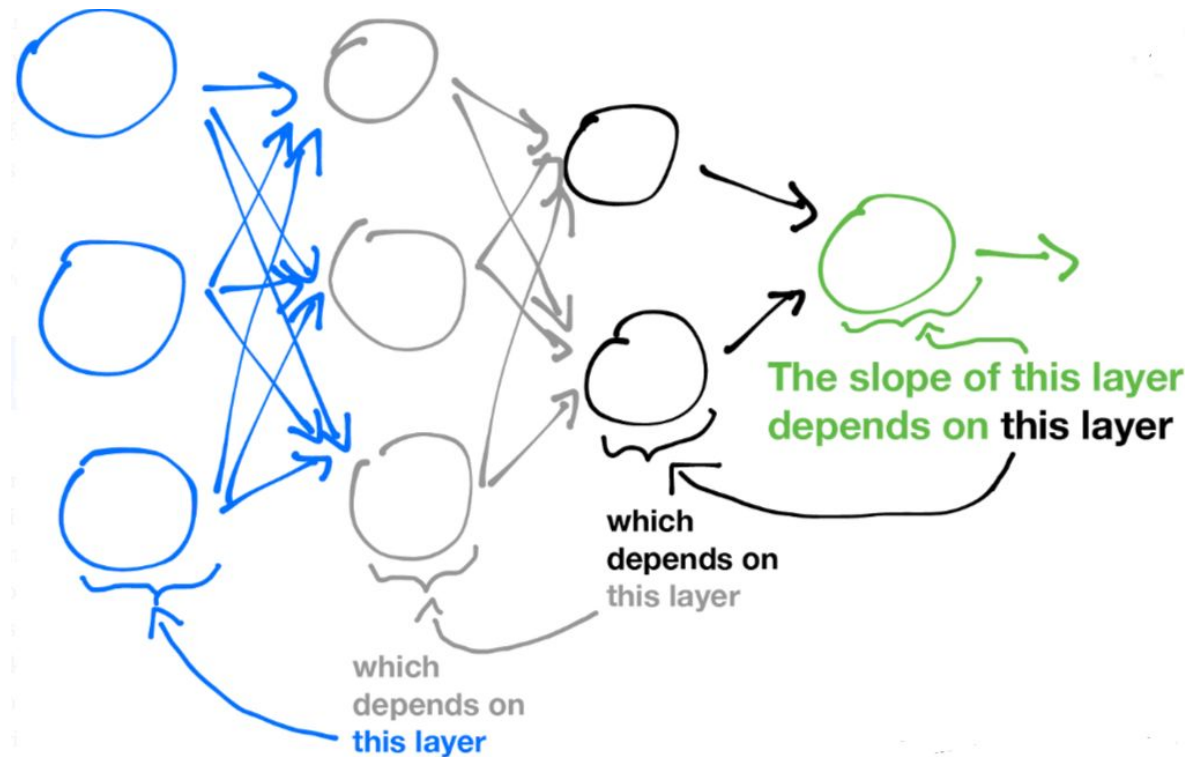 The slope of this layer
depends on this layer
which
depends on
this layer
which
depends on
this layer